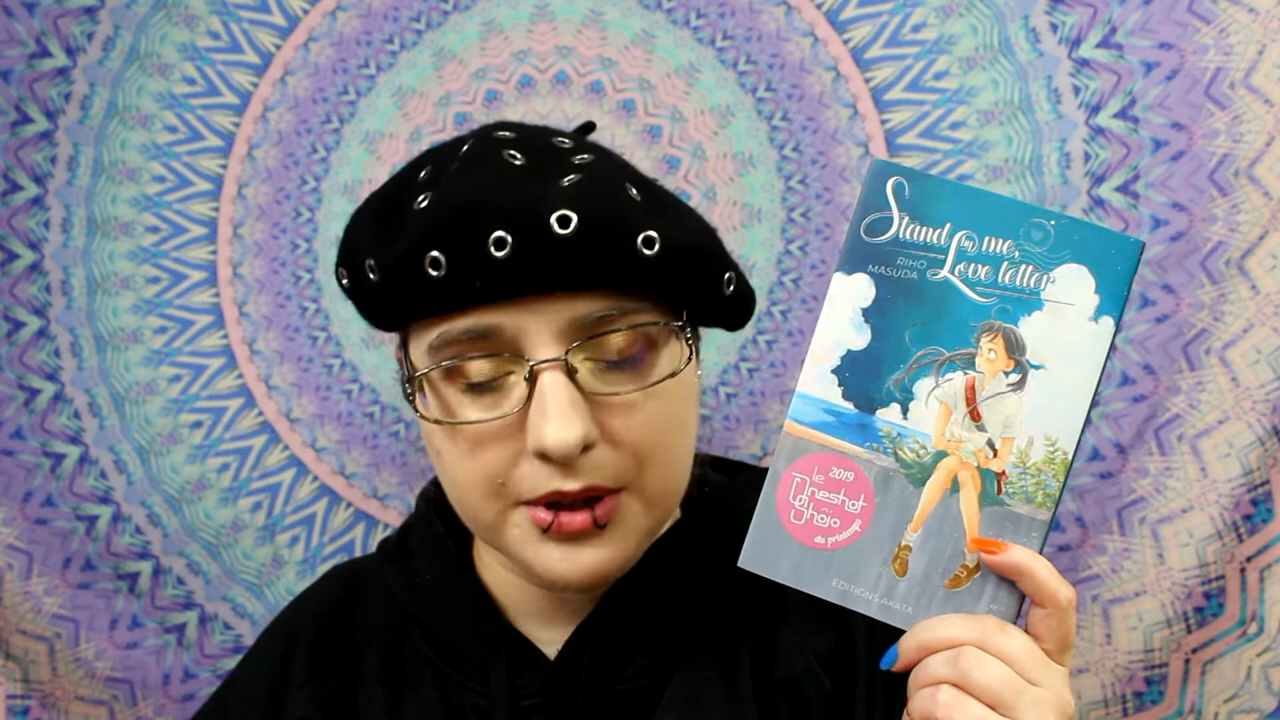 Stand by me,
Love letter
RIHO
MASUDA
2019
le
Oneshot
Shôjo
du printemps
EDITIONS AKATA